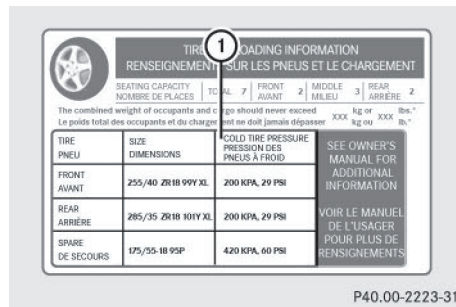 1
TIRE LOADING INFORMATION
RENSEIGNEMENTS SUR LES PNEUS ET LE CHARGEMENT
SEATING CAPACITY
NOMBRE DE PLACES
TOTAL 7
FRONT
AVANT
2
MIDDLE
MILIEU
3
REAR
ARRIÈRE
2
The combined weight of occupants and cargo should never exceed XXX kg or XXX lbs.*
Le poids total des occupants et du chargement ne doit jamais dépasser XXX kg ou XXX lb.*
TIRE
PNEU
SIZE
DIMENSIONS
COLD TIRE PRESSURE
PRESSION DES
PNEUS À FROID
FRONT
AVANT
255/40 ZR18 99Y XL
200 KPA, 29 PSI
REAR
ARRIÈRE
285/35 ZR18 101Y XL
200 KPA, 29 PSI
SPARE
DE SECOURS
175/55-18 95P
420 KPA, 60 PSI
SEE OWNER'S
MANUAL FOR
ADDITIONAL
INFORMATION
VOIR LE MANUEL
DE L'USAGER
POUR PLUS DE
RENSEIGNEMENTS
P40.00-2223-31